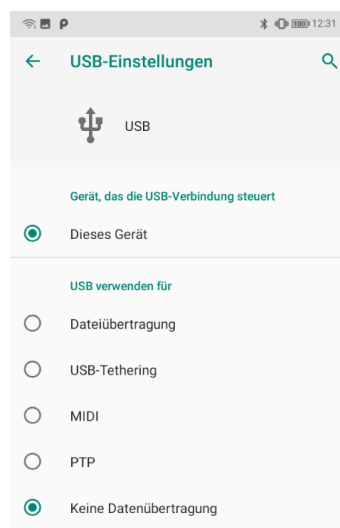 100 12:31
USB-Einstellungen
USB
Gerät, das die USB-Verbindung steuert
Dieses Gerät
USB verwenden für
Dateiübertragung
USB-Tethering
MIDI
PTP
Keine Datenübertragung